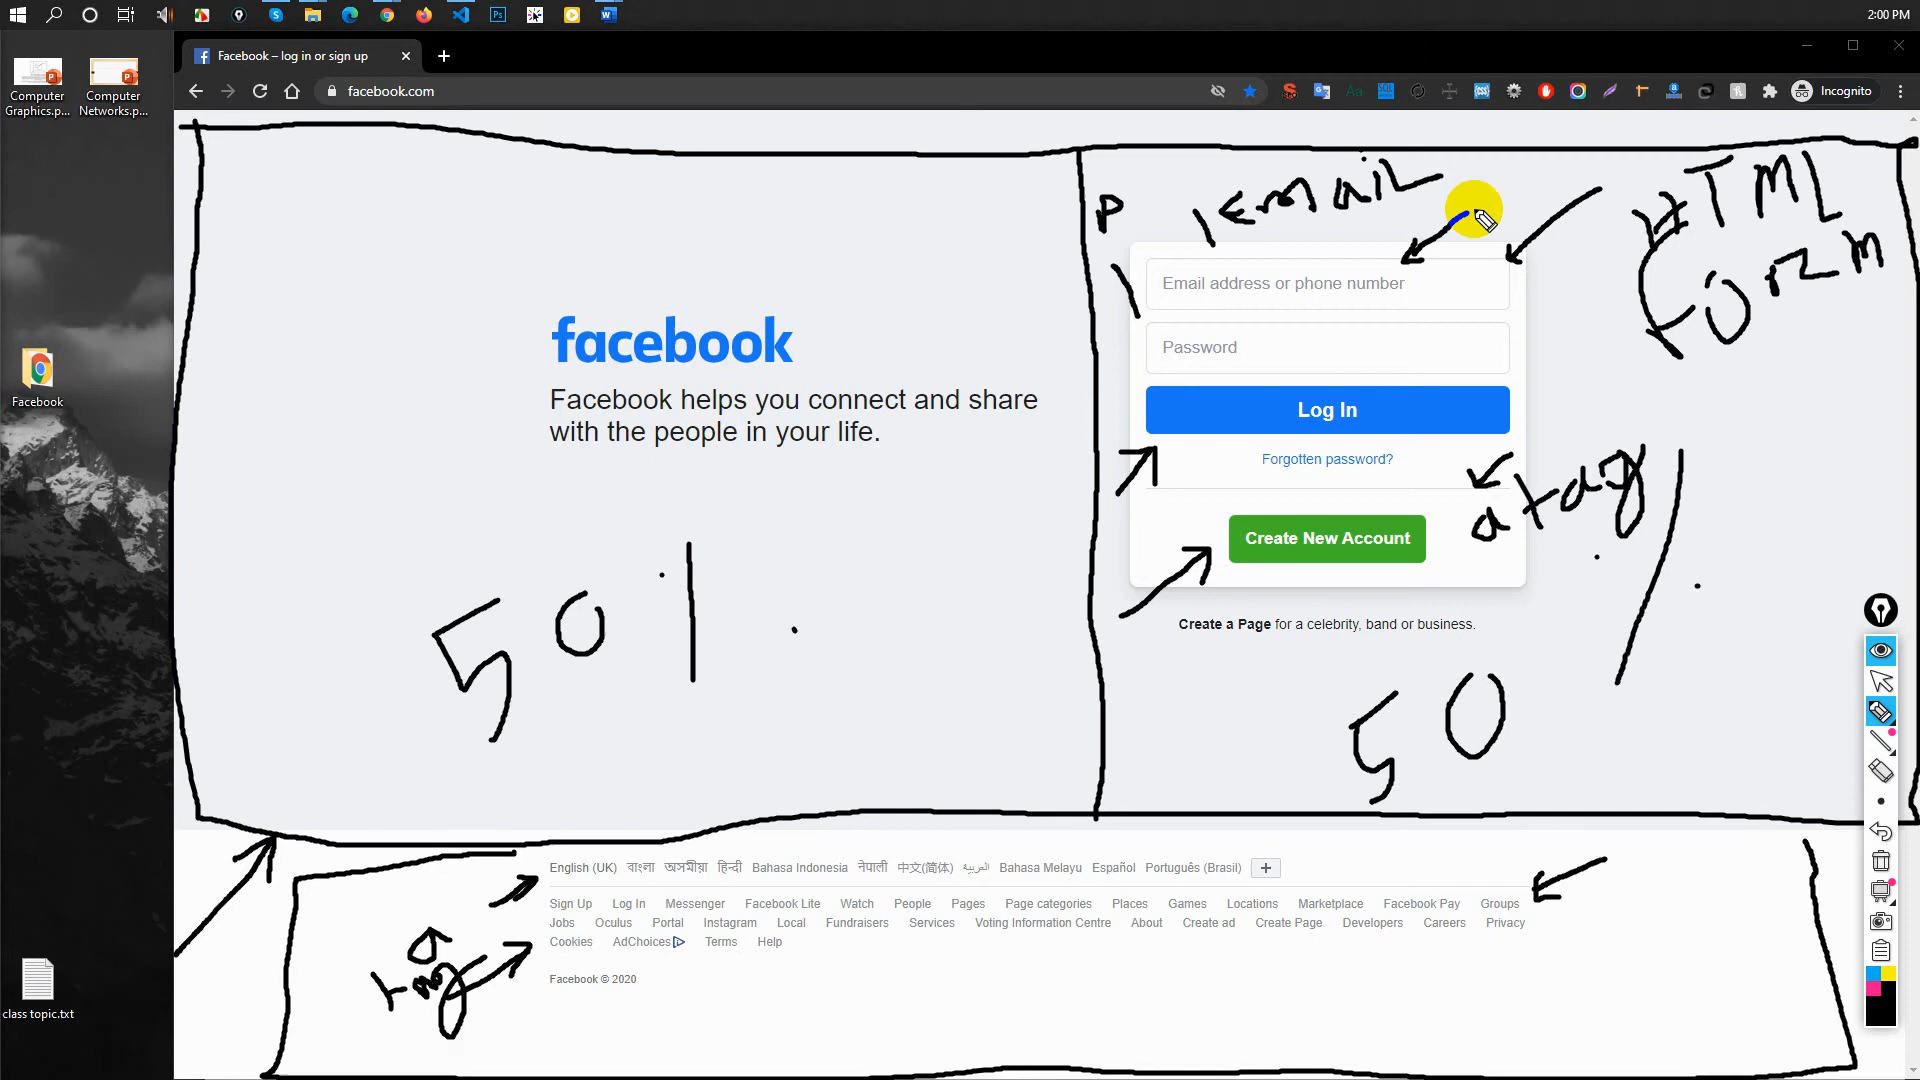 2:00 PM
Facebook – log in or sign up
facebook.com
Incognito
Computer Graphics.p...
Computer Networks.p...
Facebook
class topic.txt
P
EMAIL
HTML
Form
facebook
Facebook helps you connect and share
with the people in your life.
Email address or phone number
Password
Log In
Forgotten password?
a tag
Create New Account
Create a Page for a celebrity, band or business.
50%
50%
English (UK) বাংলা অসমীয়া हिन्दी Bahasa Indonesia नेपाली 中文(简体) العربية Bahasa Melayu Español Português (Brasil) +
Sign Up Log In Messenger Facebook Lite Watch People Pages Page categories Places Games Locations Marketplace Facebook Pay Groups
Jobs Oculus Portal Instagram Local Fundraisers Services Voting Information Centre About Create ad Create Page Developers Careers Privacy
Cookies AdChoices Terms Help
a
tag
Facebook © 2020